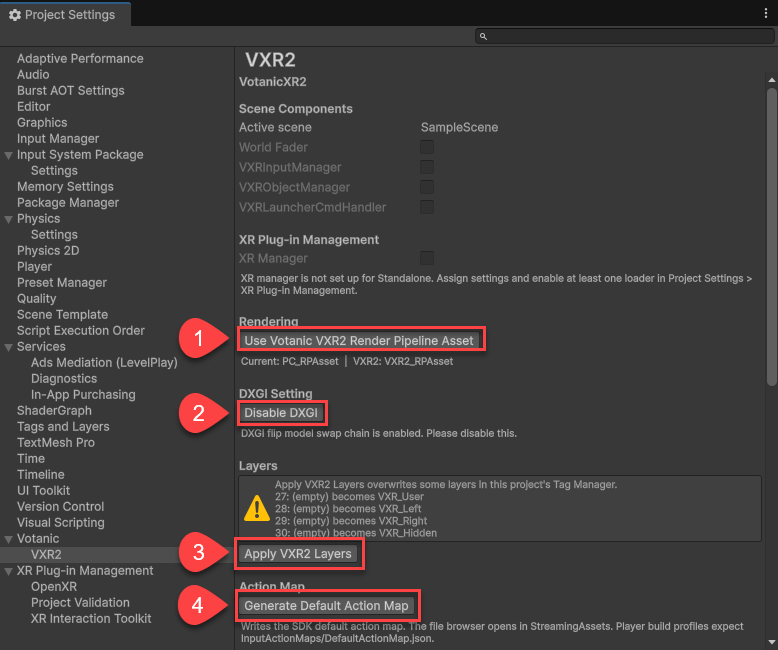 Project Settings
Adaptive Performance
Audio
Burst AOT Settings
Editor
Graphics
Input Manager
Input System Package
Settings
Memory Settings
Package Manager
Physics
Settings
Physics 2D
Player
Preset Manager
Quality
Scene Template
Script Execution Order
Services
Ads Mediation (LevelPlay)
Diagnostics
In-App Purchasing
ShaderGraph
Tags and Layers
TextMesh Pro
Time
Timeline
UI Toolkit
Version Control
Visual Scripting
Votanic
VXR2
XR Plug-in Management
OpenXR
Project Validation
XR Interaction Toolkit
VXR2
VotanicXR2
Scene Components
Active scene SampleScene
World Fader
VXRInputManager
VXRObjectManager
VXRLauncherCmdHandler
XR Plug-in Management
XR Manager
XR manager is not set up for Standalone. Assign settings and enable at least one loader in Project Settings >
XR Plug-in Management.
Rendering
1 Use Votanic VXR2 Render Pipeline Asset
Current: PC_RPAsset | VXR2: VXR2_RPAsset
DXGI Setting
2 Disable DXGI
DXGI flip model swap chain is enabled. Please disable this.
Layers
Apply VXR2 Layers overwrites some layers in this project's Tag Manager.
27: (empty) becomes VXR_User
28: (empty) becomes VXR_Left
29: (empty) becomes VXR_Right
30: (empty) becomes VXR_Hidden
3 Apply VXR2 Layers
Action Map
4 Generate Default Action Map
Writes the SDK default action map. The file browser opens in StreamingAssets. Player build profiles expect
InputActionMaps/DefaultActionMap.json.